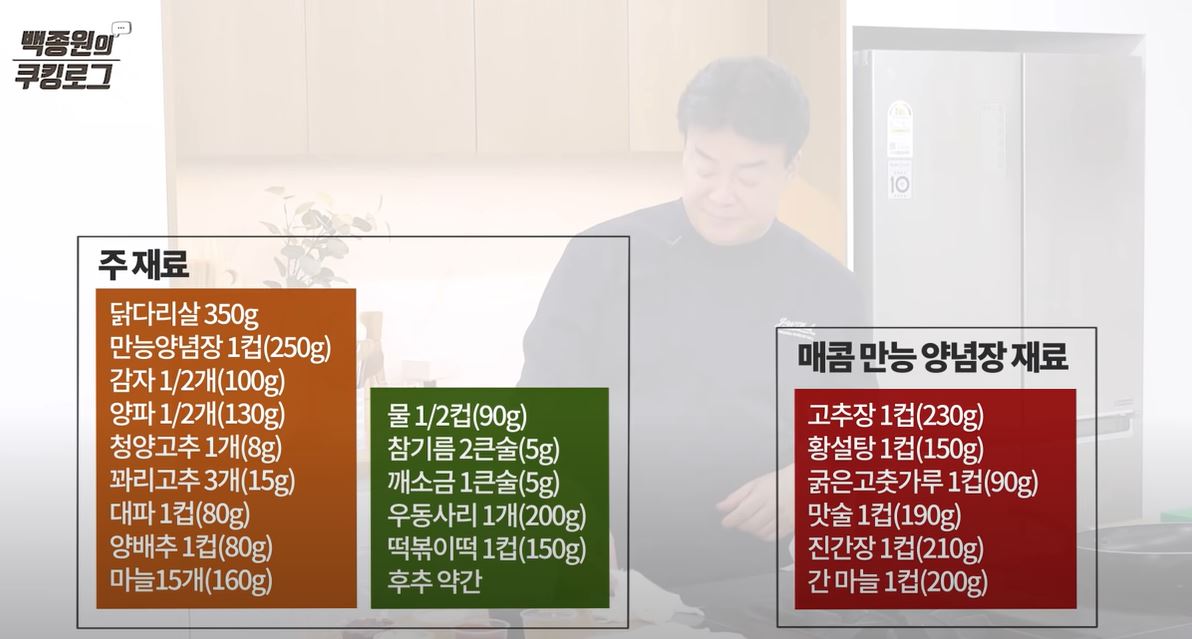 백종원의
쿠킹로그
10
주 재료
닭다리살 350g
만능양념장 1컵(250g)
감자 1/2개(100g)
양파 1/2개(130g)
청양고추 1개(8g)
꽈리고추 3개(15g)
대파 1컵(80g)
양배추 1컵(80g)
마늘15개(160g)
물 1/2컵(90g)
참기름 2큰술(5g)
깨소금 1큰술(5g)
우동사리 1개(200g)
떡볶이떡 1컵(150g)
후추 약간
매콤 만능 양념장 재료
고추장 1컵(230g)
황설탕 1컵(150g)
굵은고춧가루 1컵(90g)
맛술 1컵(190g)
진간장 1컵(210g)
간 마늘 1컵(200g)